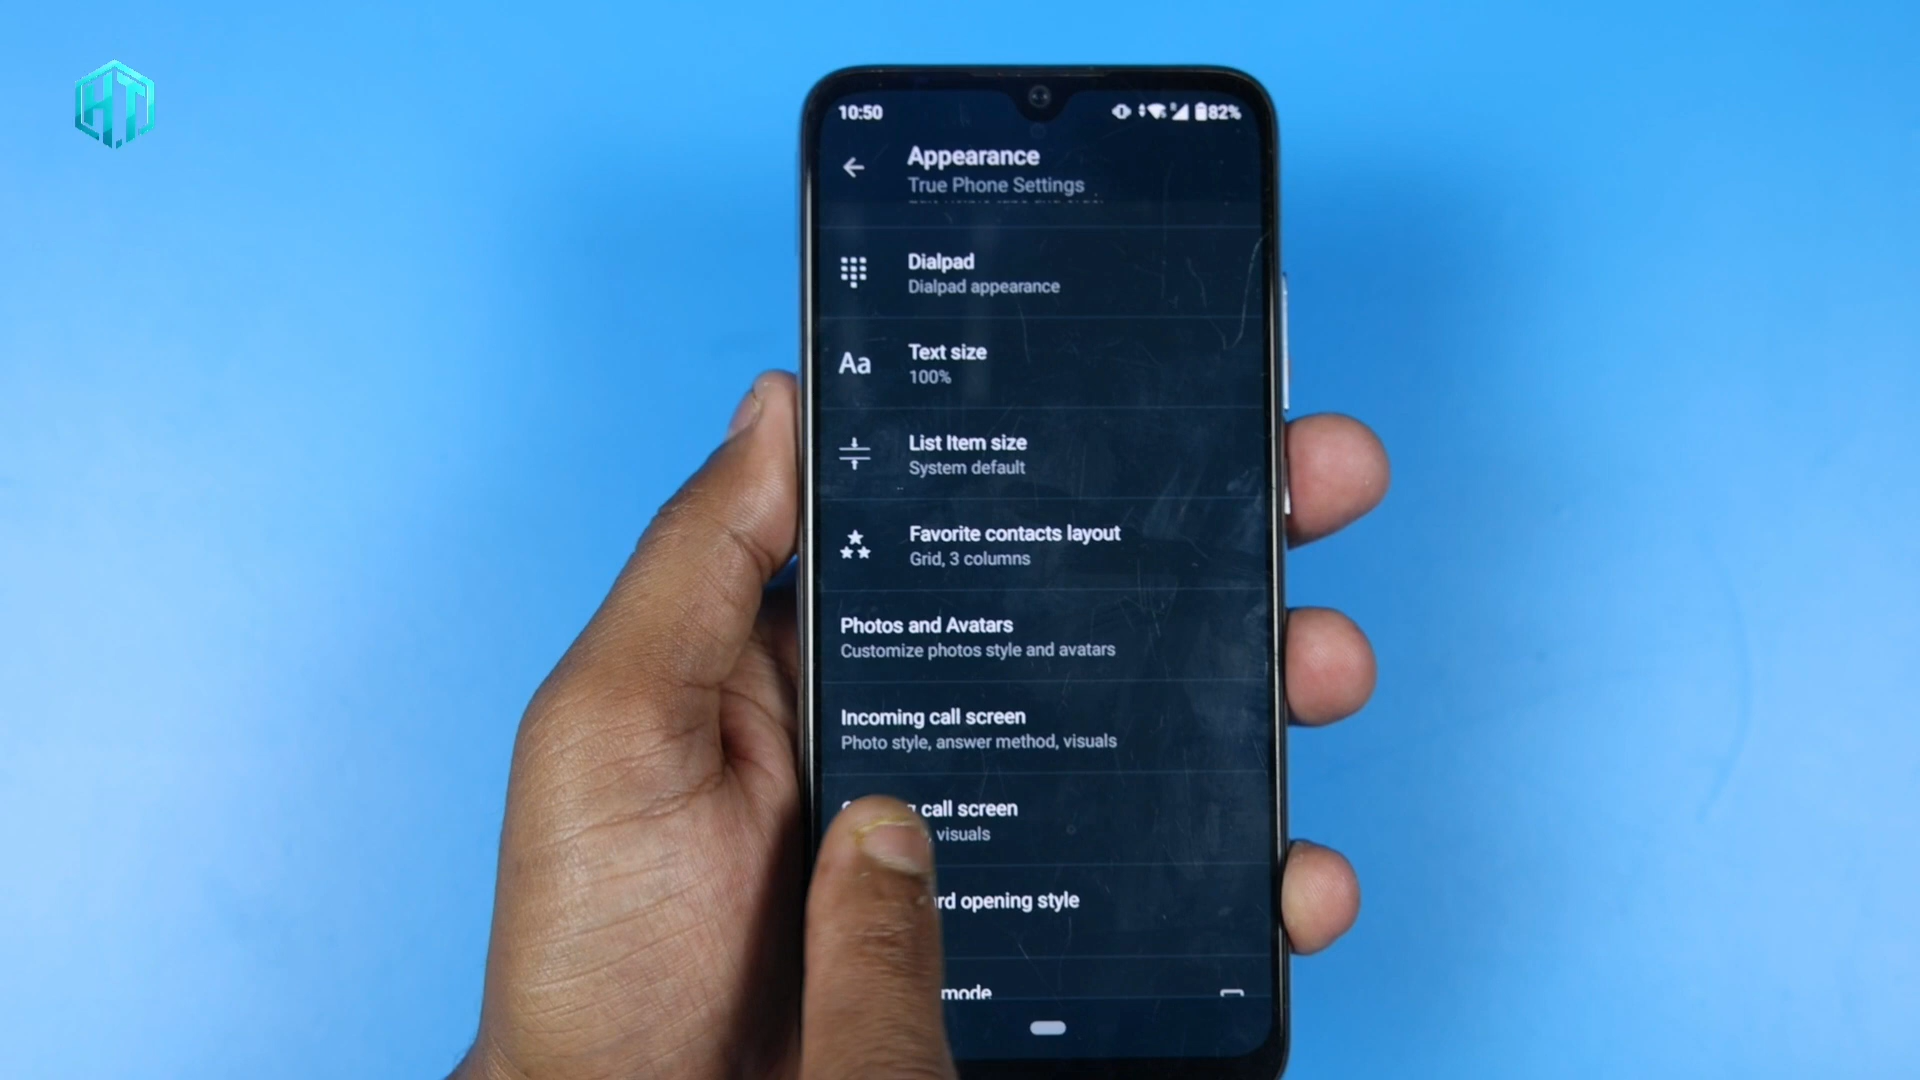 HT
10:50
82%
Appearance
True Phone Settings
Dialpad
Dialpad appearance
Aa
Text size
100%
List Item size
System default
Favorite contacts layout
Grid, 3 columns
Photos and Avatars
Customize photos style and avatars
Incoming call screen
Photo style, answer method, visuals
call screen
, visuals
opening style
mode